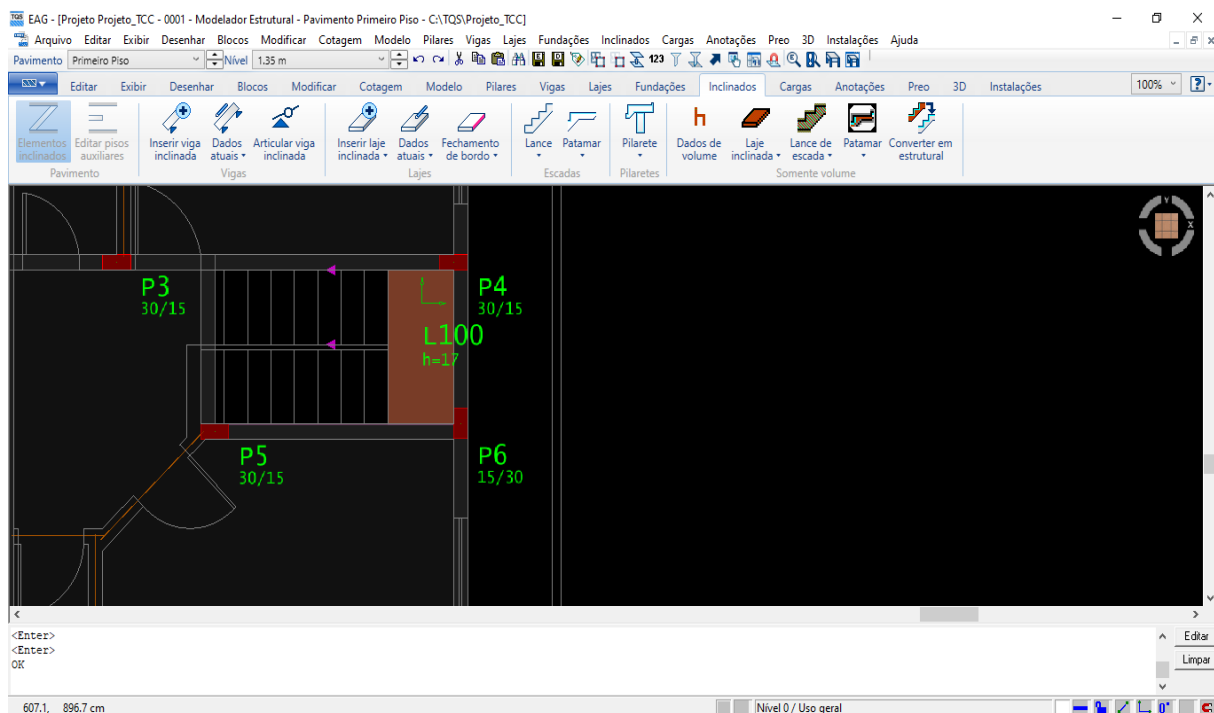 TQS EAG - [Projeto Projeto_TCC - 0001 - Modelador Estrutural - Pavimento Primeiro Piso - C:\TQS\Projeto_TCC]
Arquivo Editar Exibir Desenhar Blocos Modificar Cotagem Modelo Pilares Vigas Lajes Fundações Inclinados Cargas Anotações Preo 3D Instalações Ajuda
Pavimento Primeiro Piso Nível 1.35 m 123
Editar Exibir Desenhar Blocos Modificar Cotagem Modelo Pilares Vigas Lajes Fundações Inclinados Cargas Anotações Preo 3D Instalações 100% ?
Elementos Editar pisos Inserir viga Dados Articular viga Inserir laje Dados Fechamento Lance Patamar Pilarete Dados de Laje Lance de Patamar Converter em
inclinados auxiliares inclinada atuais inclinada inclinada atuais de bordo volume inclinada escada estrutural
Pavimento Vigas Lajes Escadas Pilaretes Somente volume
Y
X
P3
30/15
P4
30/15
L100
h=17
P5
30/15
P6
15/30
<Enter>
<Enter>
OK
Editar
Limpar
607.1, 896.7 cm Nível 0 / Uso geral 0°